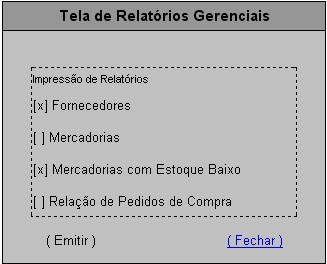 Tela de Relatórios Gerenciais
Impressão de Relatórios
[x] Fornecedores
[ ] Mercadorias
[x] Mercadorias com Estoque Baixo
[ ] Relação de Pedidos de Compra
( Emitir ) ( Fechar )